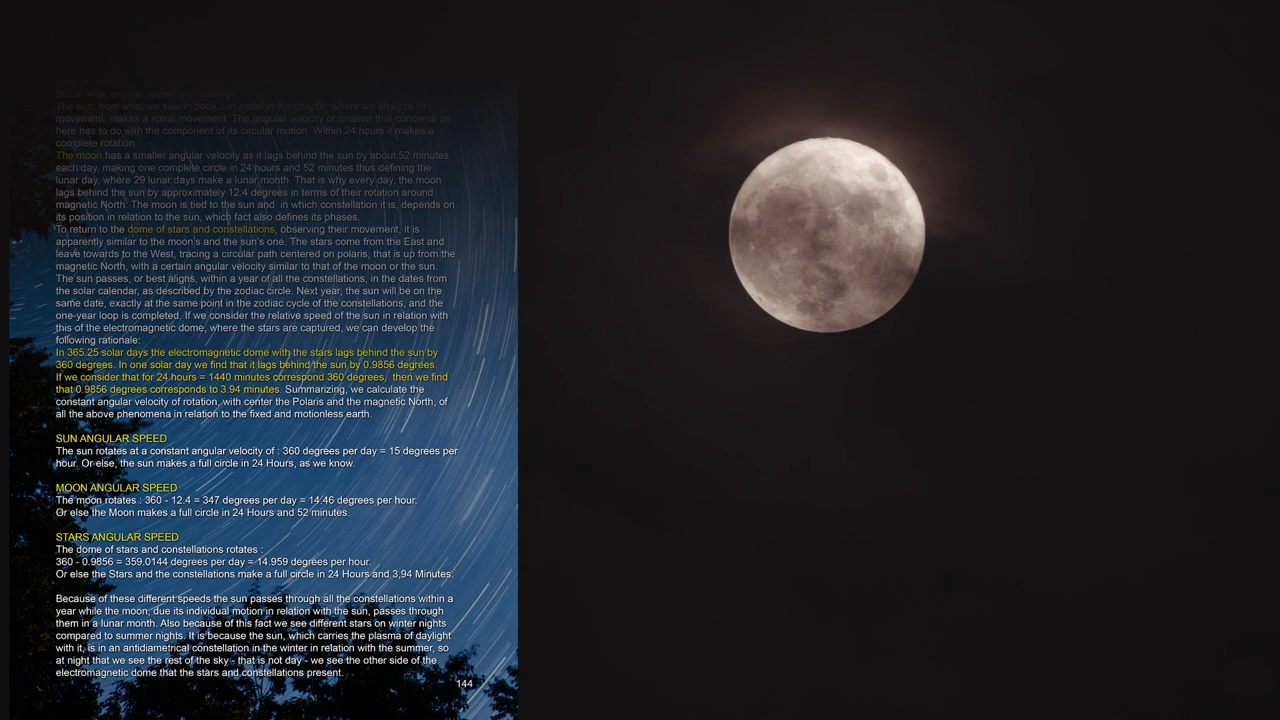 But at what angular speed is it rotating?
The sun, from what we saw in book 3 in detail in the chapter where we analyze its
movement, makes a spiral movement. The angular velocity of rotation that concerns us
here has to do with the component of its circular motion. Within 24 hours it makes a
complete rotation.
The moon has a smaller angular velocity as it lags behind the sun by about 52 minutes
each day, making one complete circle in 24 hours and 52 minutes thus defining the
lunar day, where 29 lunar days make a lunar month. That is why every day, the moon
lags behind the sun by approximately 12.4 degrees in terms of their rotation around
magnetic North. The moon is tied to the sun and in which constellation it is, depends on
its position in relation to the sun, which fact also defines its phases.
To return to the dome of stars and constellations, observing their movement, it is
apparently similar to the moon's and the sun's one. The stars come from the East and
leave towards to the West, tracing a circular path centered on polaris, that is up from the
magnetic North, with a certain angular velocity similar to that of the moon or the sun.
The sun passes, or best aligns, within a year of all the constellations, in the dates from
the solar calendar, as described by the zodiac circle. Next year, the sun will be on the
same date, exactly at the same point in the zodiac cycle of the constellations, and the
one-year loop is completed. If we consider the relative speed of the sun in relation with
this of the electromagnetic dome, where the stars are captured, we can develop the
following rationale:
In 365.25 solar days the electromagnetic dome with the stars lags behind the sun by
360 degrees. In one solar day we find that it lags behind the sun by 0.9856 degrees.
If we consider that for 24 hours = 1440 minutes correspond 360 degrees, then we find
that 0.9856 degrees corresponds to 3.94 minutes. Summarizing, we calculate the
constant angular velocity of rotation, with center the Polaris and the magnetic North, of
all the above phenomena in relation to the fixed and motionless earth.
SUN ANGULAR SPEED
The sun rotates at a constant angular velocity of : 360 degrees per day = 15 degrees per
hour. Or else, the sun makes a full circle in 24 Hours, as we know.
MOON ANGULAR SPEED
The moon rotates : 360 - 12.4 = 347 degrees per day = 14.46 degrees per hour.
Or else the Moon makes a full circle in 24 Hours and 52 minutes.
STARS ANGULAR SPEED
The dome of stars and constellations rotates :
360 - 0.9856 = 359.0144 degrees per day = 14.959 degrees per hour.
Or else the Stars and the constellations make a full circle in 24 Hours and 3,94 Minutes.
Because of these different speeds the sun passes through all the constellations within a
year while the moon, due its individual motion in relation with the sun, passes through
them in a lunar month. Also because of this fact we see different stars on winter nights
compared to summer nights. It is because the sun, which carries the plasma of daylight
with it, is in an antidiametrical constellation in the winter in relation with the summer, so
at night that we see the rest of the sky - that is not day - we see the other side of the
electromagnetic dome that the stars and constellations present.
144